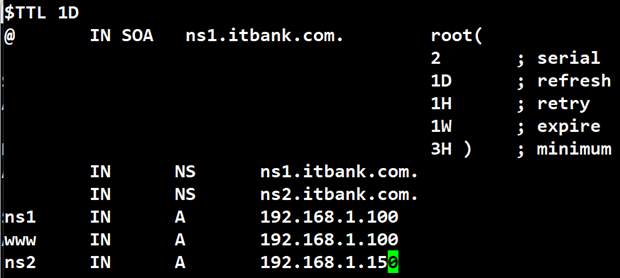 $TTL 1D
@ IN SOA ns1.itbank.com. root(
2 ; serial
1D ; refresh
1H ; retry
1W ; expire
3H ) ; minimum
IN NS ns1.itbank.com.
IN NS ns2.itbank.com.
ns1 IN A 192.168.1.100
www IN A 192.168.1.100
ns2 IN A 192.168.1.150